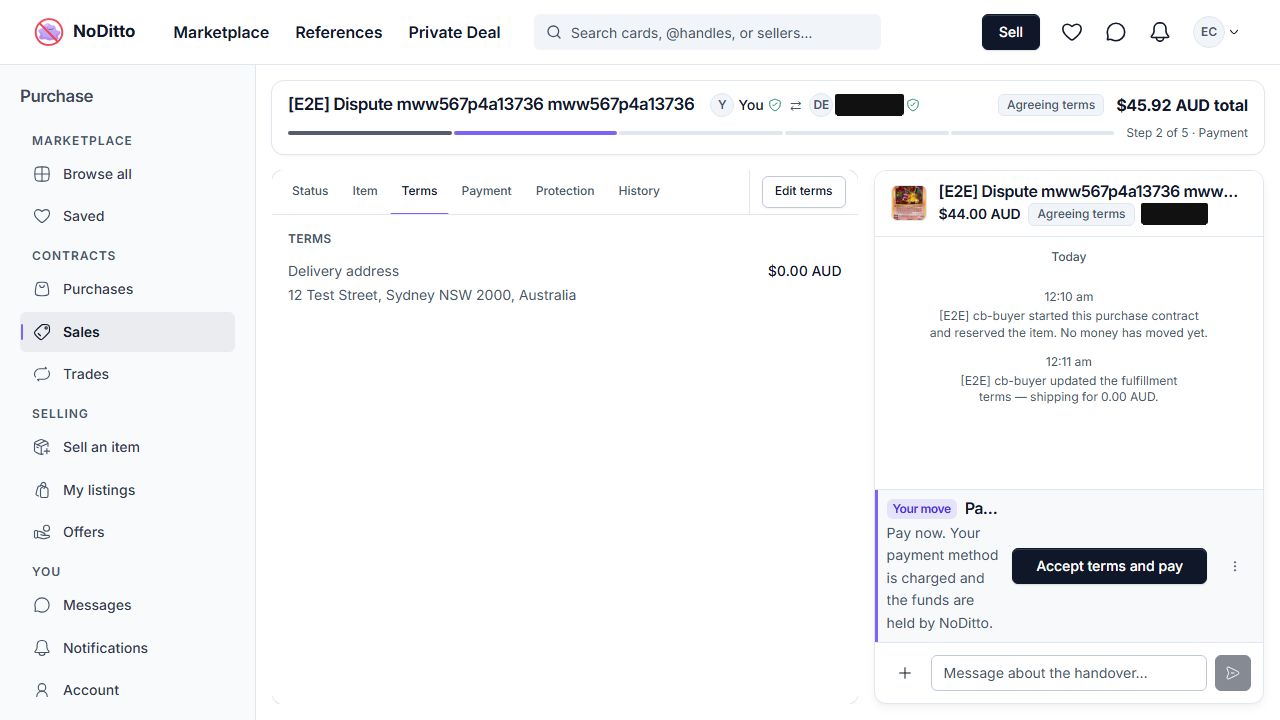 NoDitto
Marketplace
References
Private Deal
Search cards, @handles, or sellers...
Sell
EC
Purchase
MARKETPLACE
Browse all
Saved
CONTRACTS
Purchases
Sales
Trades
SELLING
Sell an item
My listings
Offers
YOU
Messages
Notifications
Account
[E2E] Dispute mww567p4a13736 mww567p4a13736
Y You
DE
Agreeing terms
$45.92 AUD total
Step 2 of 5 · Payment
Status
Item
Terms
Payment
Protection
History
Edit terms
TERMS
Delivery address
$0.00 AUD
12 Test Street, Sydney NSW 2000, Australia
[E2E] Dispute mww567p4a13736 mww...
$44.00 AUD
Agreeing terms
Today
12:10 am
[E2E] cb-buyer started this purchase contract
and reserved the item. No money has moved yet.
12:11 am
[E2E] cb-buyer updated the fulfillment
terms — shipping for 0.00 AUD.
Your move
Pa...
Pay now. Your
payment method
is charged and
the funds are
held by NoDitto.
Accept terms and pay
Message about the handover...